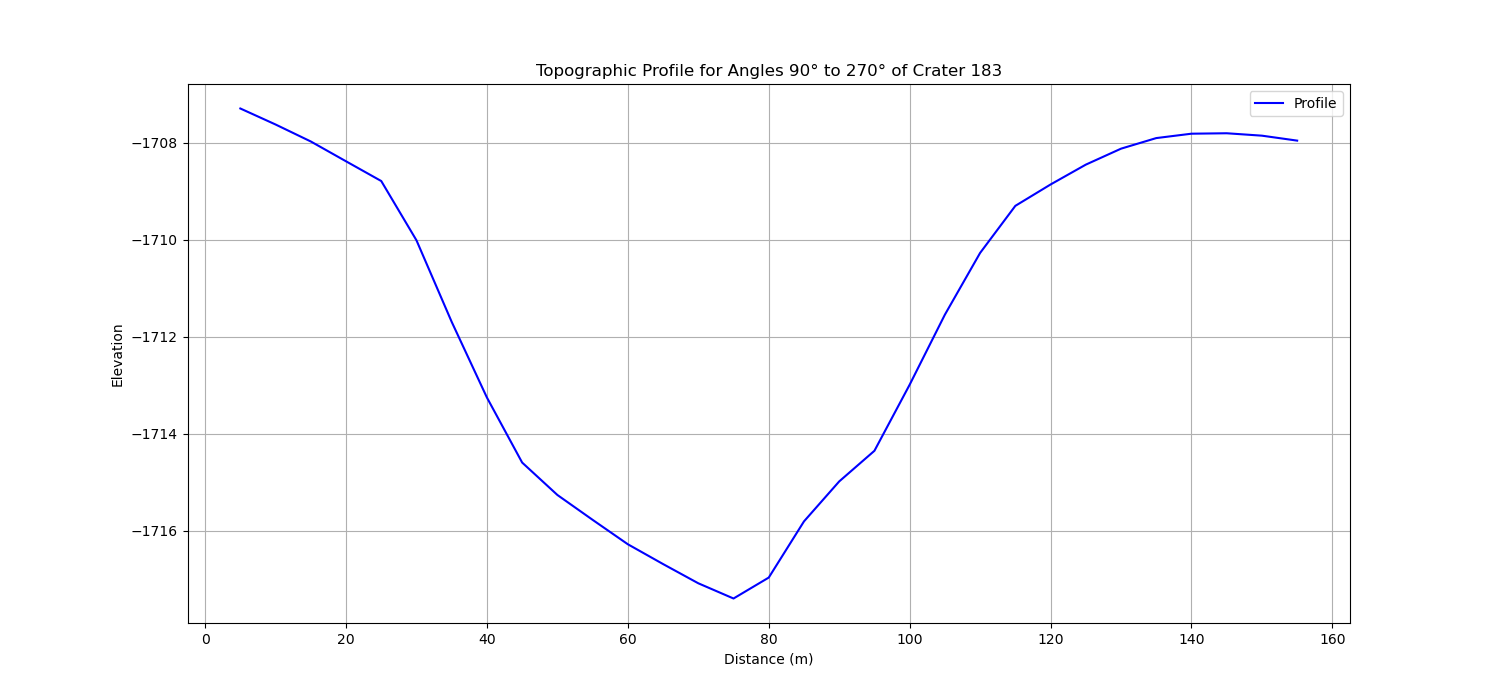 Topographic Profile for Angles 90° to 270° of Crater 183
Profile
−1708
−1710
−1712
−1714
−1716
Elevation
0 20 40 60 80 100 120 140 160
Distance (m)